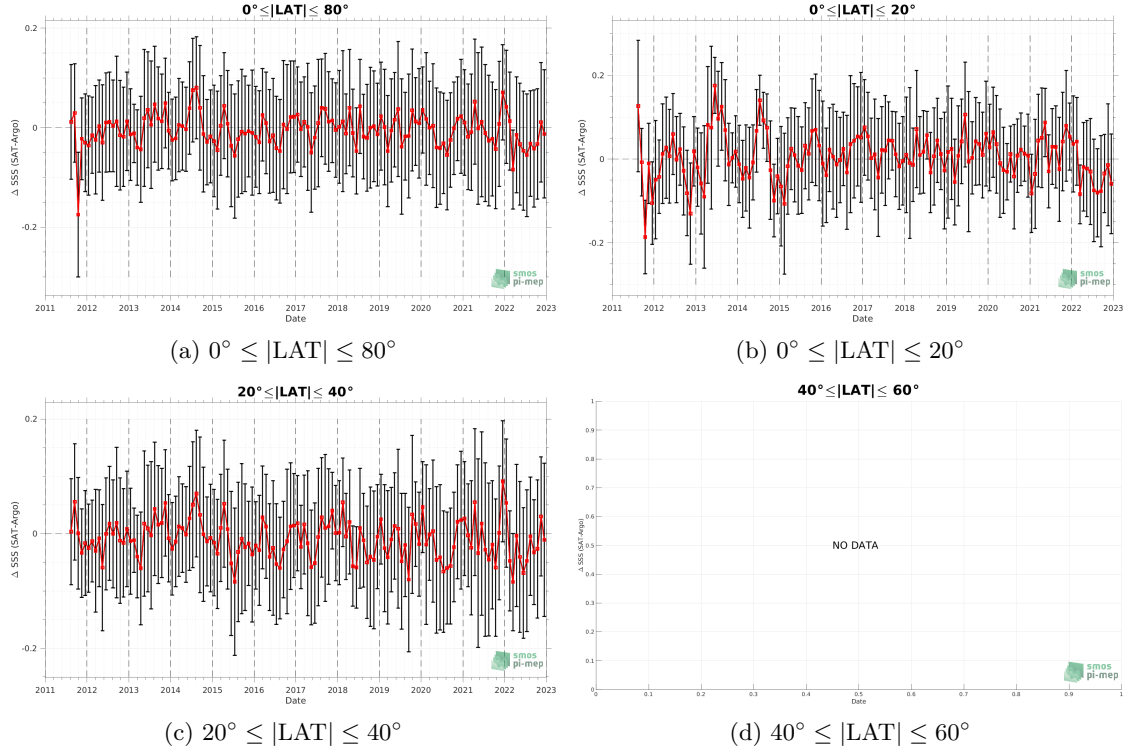 0°≤|LAT|≤ 80°
0.2
0
-0.2
Δ SSS (SAT-Argo)
2011 2012 2013 2014 2015 2016 2017 2018 2019 2020 2021 2022 2023
Date
smos
pi-mep
(a) 0° ≤ |LAT| ≤ 80°
0°≤|LAT|≤ 20°
0.2
0
-0.2
Δ SSS (SAT-Argo)
2011 2012 2013 2014 2015 2016 2017 2018 2019 2020 2021 2022 2023
Date
smos
pi-mep
(b) 0° ≤ |LAT| ≤ 20°
20°≤|LAT|≤ 40°
0.2
0
-0.2
Δ SSS (SAT-Argo)
2011 2012 2013 2014 2015 2016 2017 2018 2019 2020 2021 2022 2023
Date
smos
pi-mep
(c) 20° ≤ |LAT| ≤ 40°
40°≤|LAT|≤ 60°
1
0.9
0.8
0.7
0.6
0.5
0.4
0.3
0.2
0.1
0
Δ SSS (SAT-Argo)
NO DATA
0 0.1 0.2 0.3 0.4 0.5 0.6 0.7 0.8 0.9 1
Date
smos
pi-mep
(d) 40° ≤ |LAT| ≤ 60°